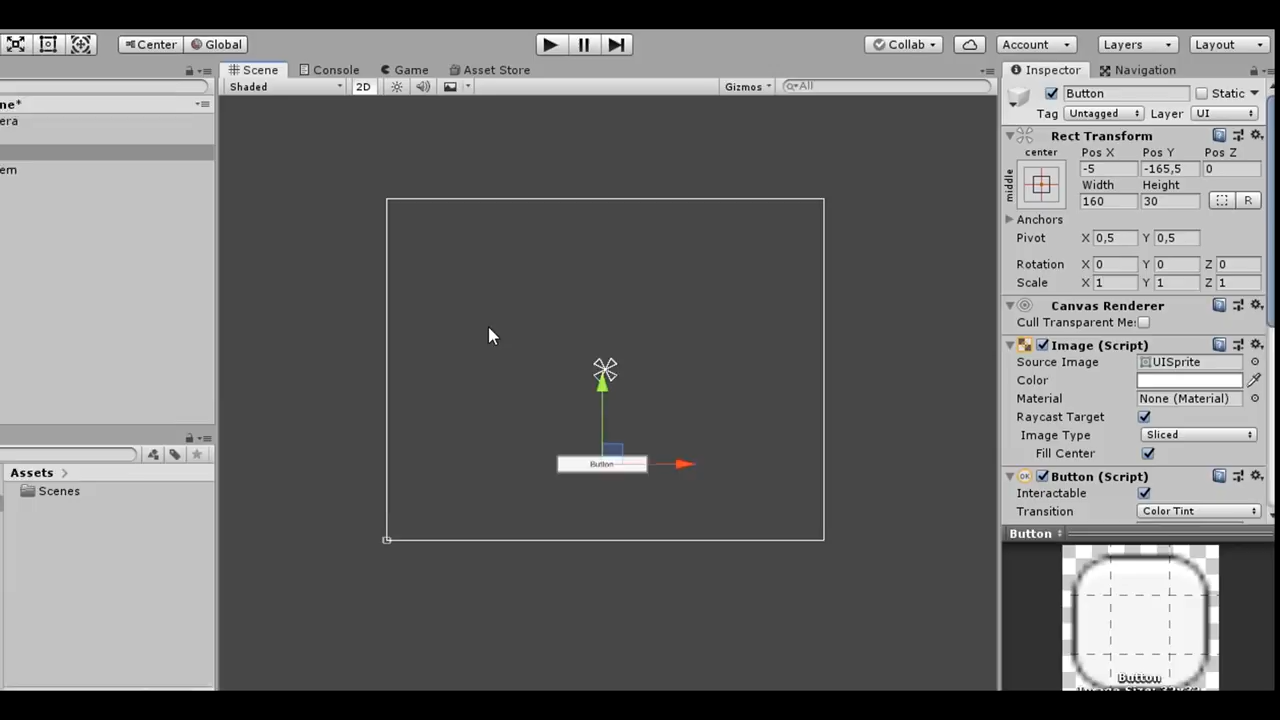 Center Global
Collab Account Layers Layout
Scene Console Game Asset Store
Shaded 2D Gizmos All
ne*
era
em
Assets
Scenes
Button
Inspector Navigation
Button Static
Tag Untagged Layer UI
Rect Transform
center Pos X Pos Y Pos Z
middle
-5 -165,5 0
Width Height
160 30 R
Anchors
Pivot X 0,5 Y 0,5
Rotation X 0 Y 0 Z 0
Scale X 1 Y 1 Z 1
Canvas Renderer
Cull Transparent Me:
Image (Script)
Source Image UISprite
Color
Material None (Material)
Raycast Target
Image Type Sliced
Fill Center
OK Button (Script)
Interactable
Transition Color Tint
Button
Button